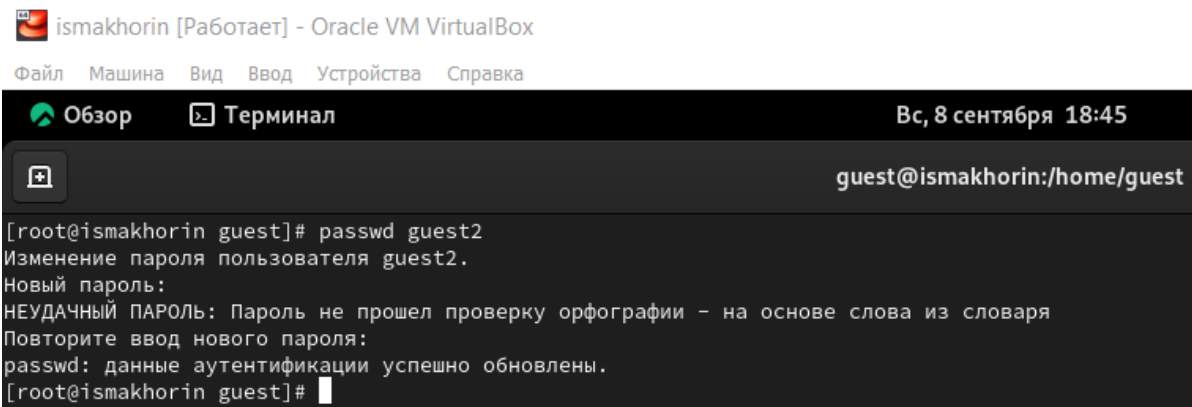 ismakhorin [Работает] - Oracle VM VirtualBox
Файл Машина Вид Ввод Устройства Справка
Обзор Терминал Вс, 8 сентября 18:45
guest@ismakhorin:/home/guest
[root@ismakhorin guest]# passwd guest2
Изменение пароля пользователя guest2.
Новый пароль:
НЕУДАЧНЫЙ ПАРОЛЬ: Пароль не прошел проверку орфографии - на основе слова из словаря
Повторите ввод нового пароля:
passwd: данные аутентификации успешно обновлены.
[root@ismakhorin guest]#